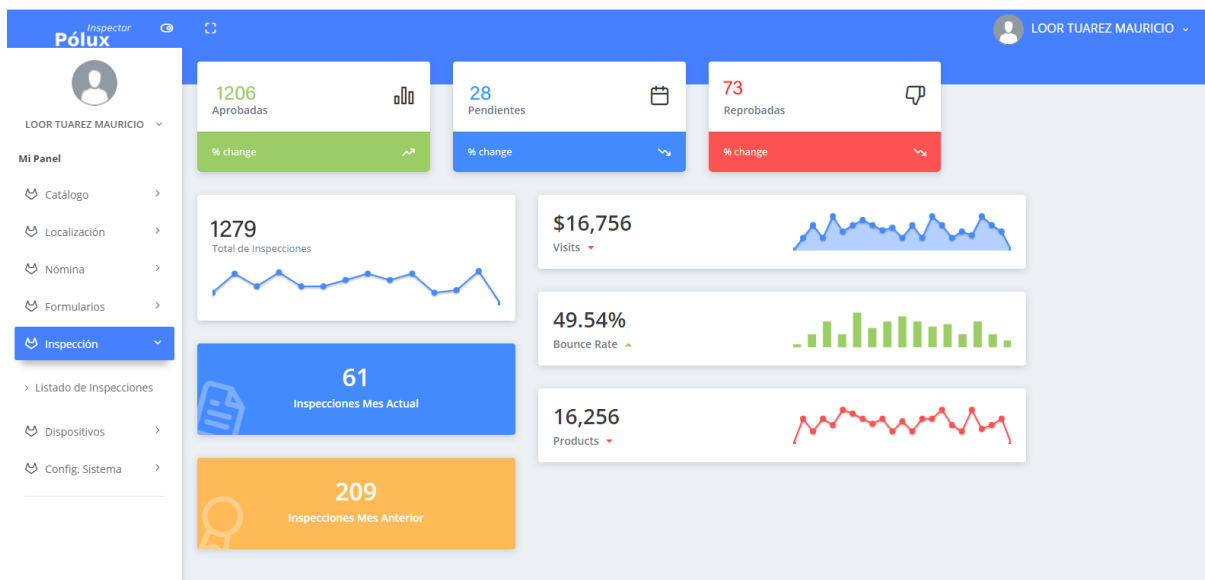 Inspector
Pólux
LOOR TUAREZ MAURICIO
LOOR TUAREZ MAURICIO
Mi Panel
Catálogo
Localización
Nómina
Formularios
Inspección
Listado de Inspecciones
Dispositivos
Config. Sistema
1206
Aprobadas
% change
28
Pendientes
% change
73
Reprobadas
% change
1279
Total de Inspecciones
61
Inspecciones Mes Actual
209
Inspecciones Mes Anterior
$16,756
Visits
49.54%
Bounce Rate
16,256
Products